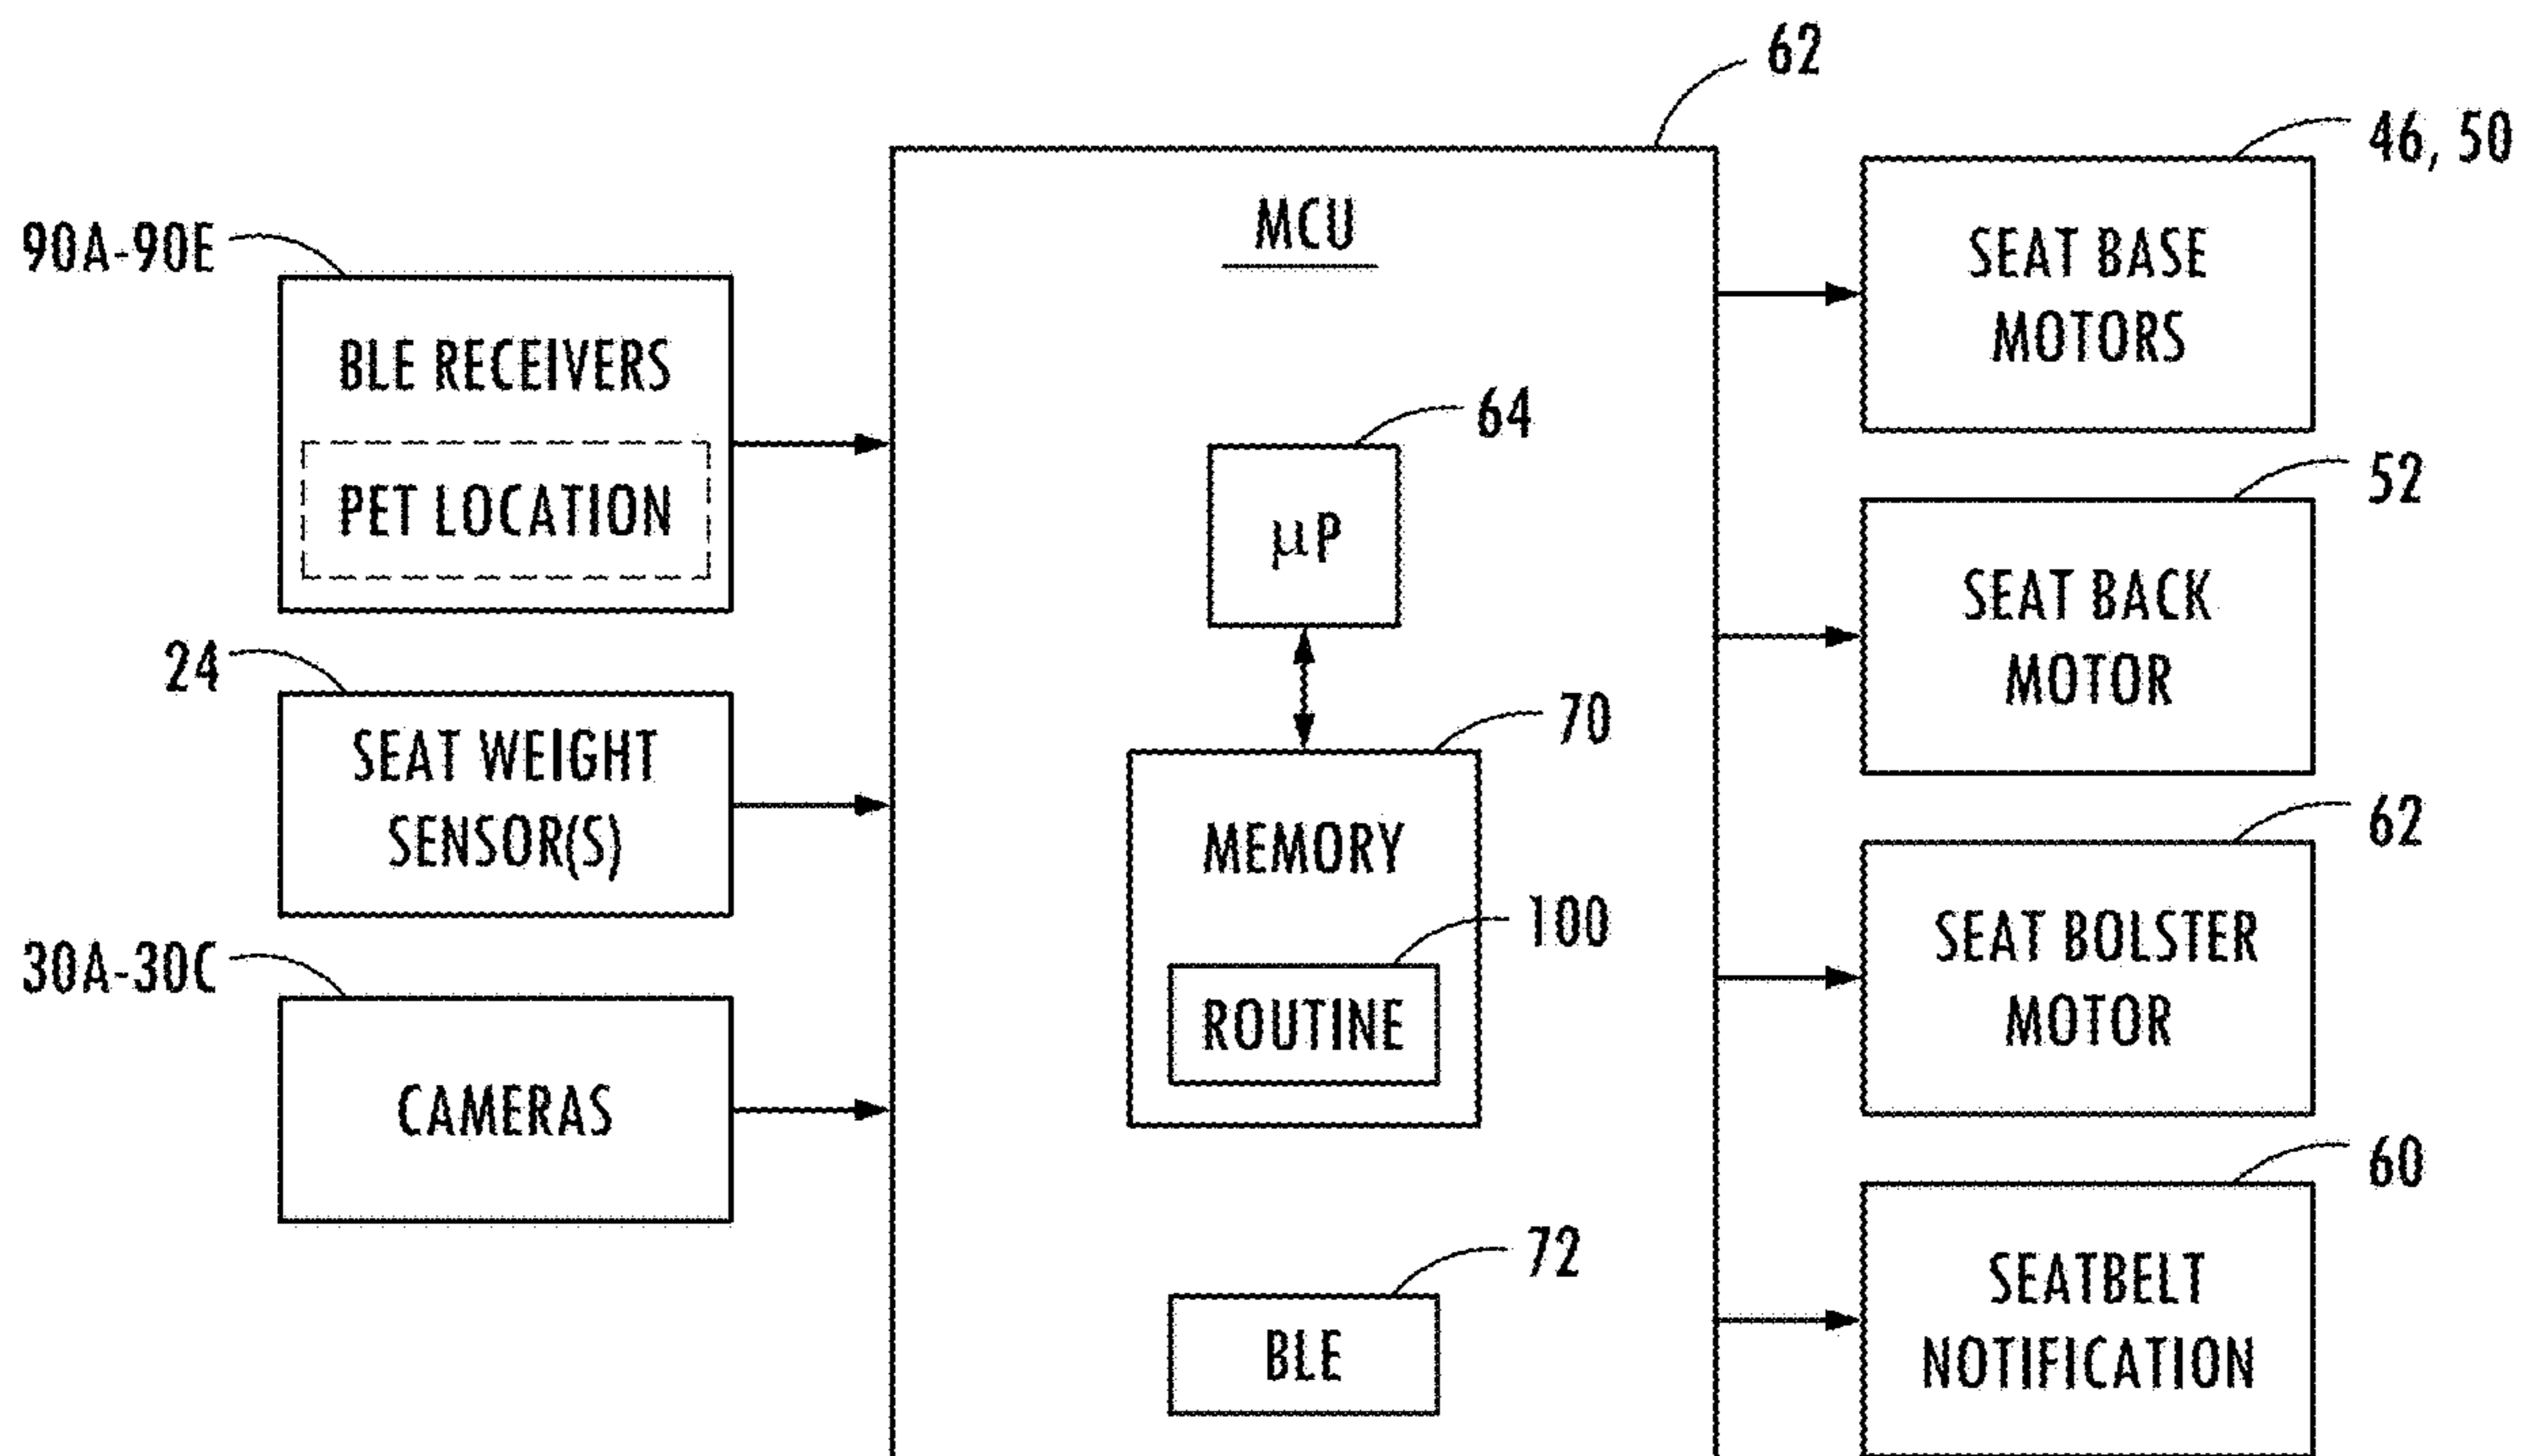 62
46, 50
MCU
90A-90E
SEAT BASE
MOTORS
BLE RECEIVERS
PET LOCATION
64
µP
52
SEAT BACK
MOTOR
24
SEAT WEIGHT
SENSOR(S)
70
MEMORY
100
ROUTINE
62
SEAT BOLSTER
MOTOR
30A-30C
CAMERAS
72
BLE
60
SEATBELT
NOTIFICATION